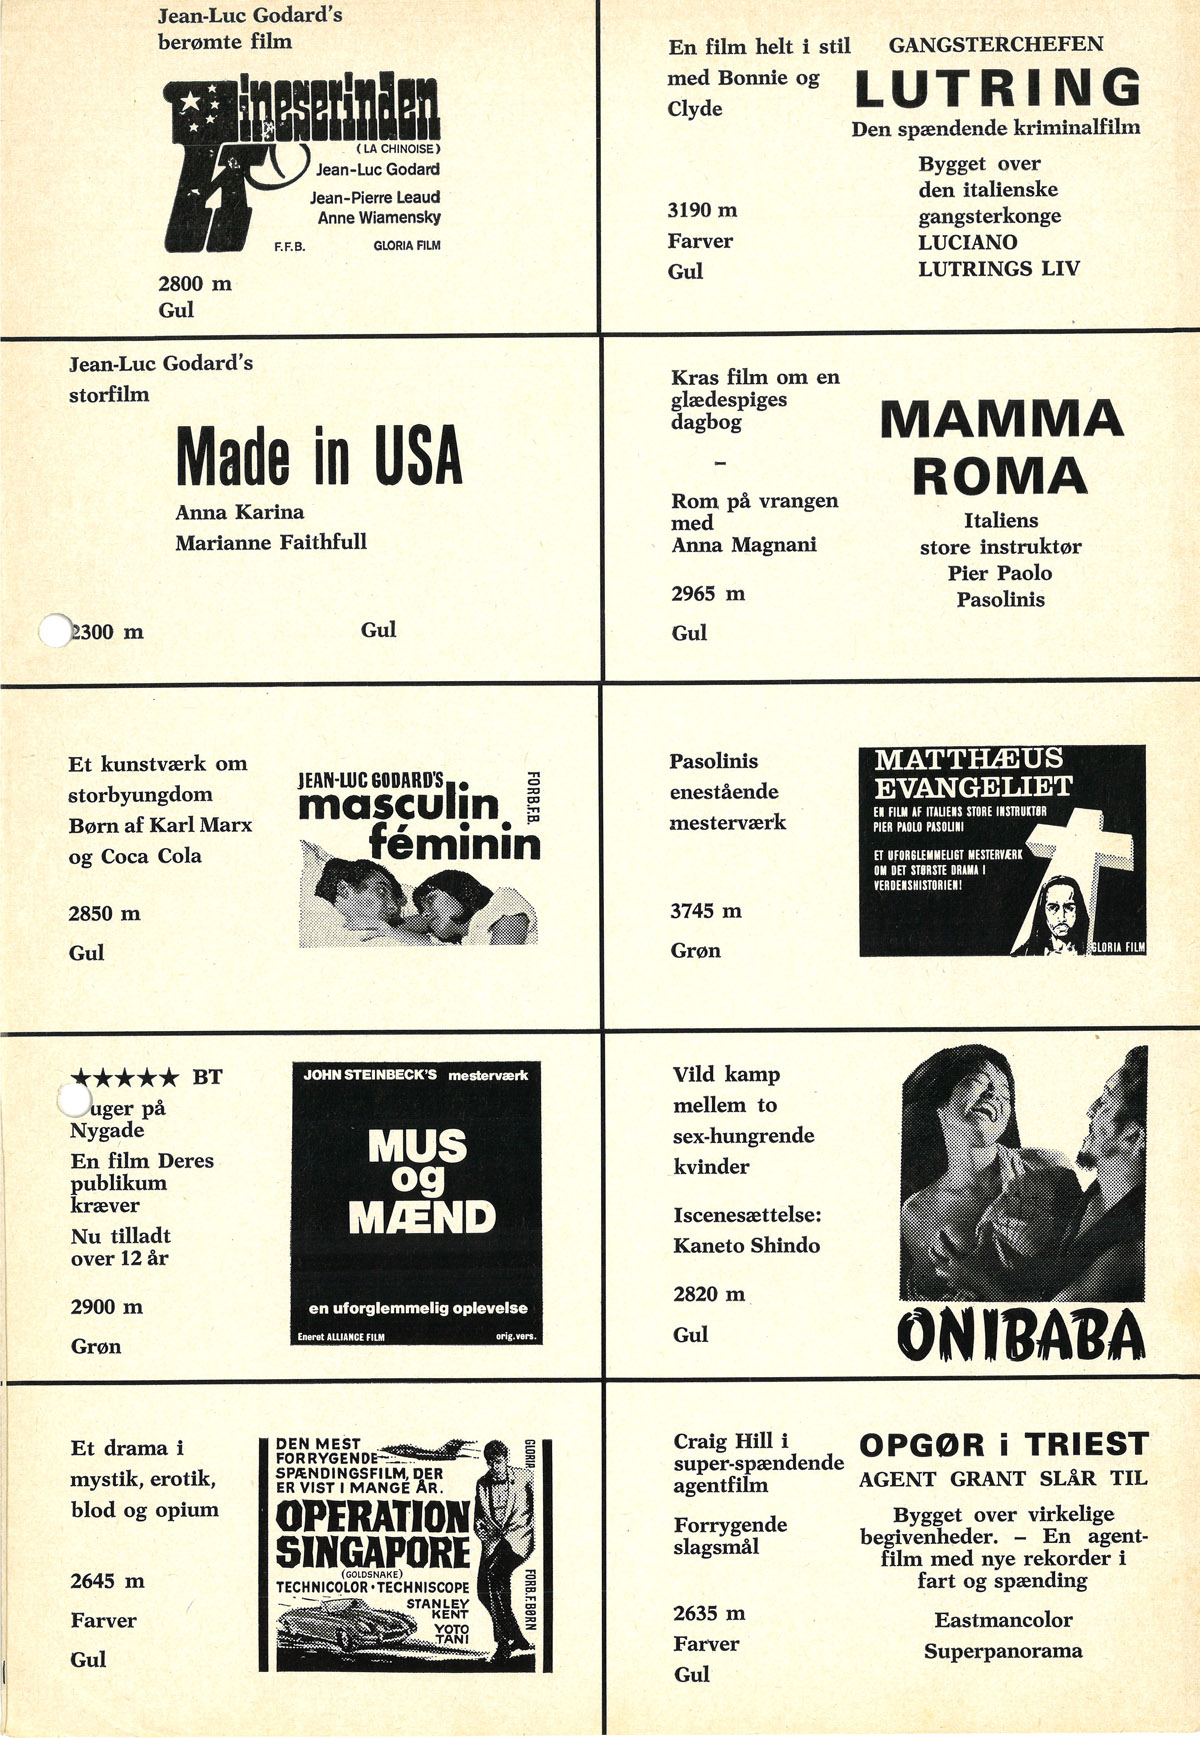 Jean-Luc Godard's
berømte film
Kineserinden
(LA CHINOISE)
Jean-Luc Godard
Jean-Pierre Leaud
Anne Wiamensky
F.F.B. GLORIA FILM
2800 m
Gul
En film helt i stil
med Bonnie og
Clyde
3190 m
Farver
Gul
GANGSTERCHEFEN
LUTRING
Den spændende kriminalfilm
Bygget over
den italienske
gangsterkonge
LUCIANO
LUTRINGS LIV
Jean-Luc Godard's
storfilm
Made in USA
Anna Karina
Marianne Faithfull
2300 m Gul
Kras film om en
glædespiges
dagbog
–
Rom på vrangen
med
Anna Magnani
2965 m
Gul
MAMMA
ROMA
Italiens
store instruktør
Pier Paolo
Pasolinis
Et kunstværk om
storbyungdom
Børn af Karl Marx
og Coca Cola
2850 m
Gul
JEAN-LUC GODARD'S
masculin
féminin
FORB.F.B.
Pasolinis
enestående
mesterværk
3745 m
Grøn
MATTHÆUS
EVANGELIET
EN FILM AF ITALIENS STORE INSTRUKTØR
PIER PAOLO PASOLINI
ET UFORGLEMMELIGT MESTERVÆRK
OM DET STØRSTE DRAMA I
VERDENSHISTORIEN!
GLORIA FILM
★★★★★ BT
uger på
Nygade
En film Deres
publikum
kræver
Nu tilladt
over 12 år
2900 m
Grøn
JOHN STEINBECK'S mesterværk
MUS
og
MÆND
en uforglemmelig oplevelse
Eneret ALLIANCE FILM orig.vers.
Vild kamp
mellem to
sex-hungrende
kvinder
Iscenesættelse:
Kaneto Shindo
2820 m
Gul
ONIBABA
Et drama i
mystik, erotik,
blod og opium
2645 m
Farver
Gul
DEN MEST
FORRYGENDE
SPÆNDINGSFILM, DER
ER VIST I MANGE ÅR.
OPERATION
SINGAPORE
(GOLDSNAKE)
TECHNICOLOR · TECHNISCOPE
STANLEY
KENT
YOTO
TANI
GLORIA
FORB.F.BØRN
Craig Hill i
super-spændende
agentfilm
Forrygende
slagsmål
2635 m
Farver
Gul
OPGØR i TRIEST
AGENT GRANT SLÅR TIL
Bygget over virkelige
begivenheder. – En agent-
film med nye rekorder i
fart og spænding
Eastmancolor
Superpanorama